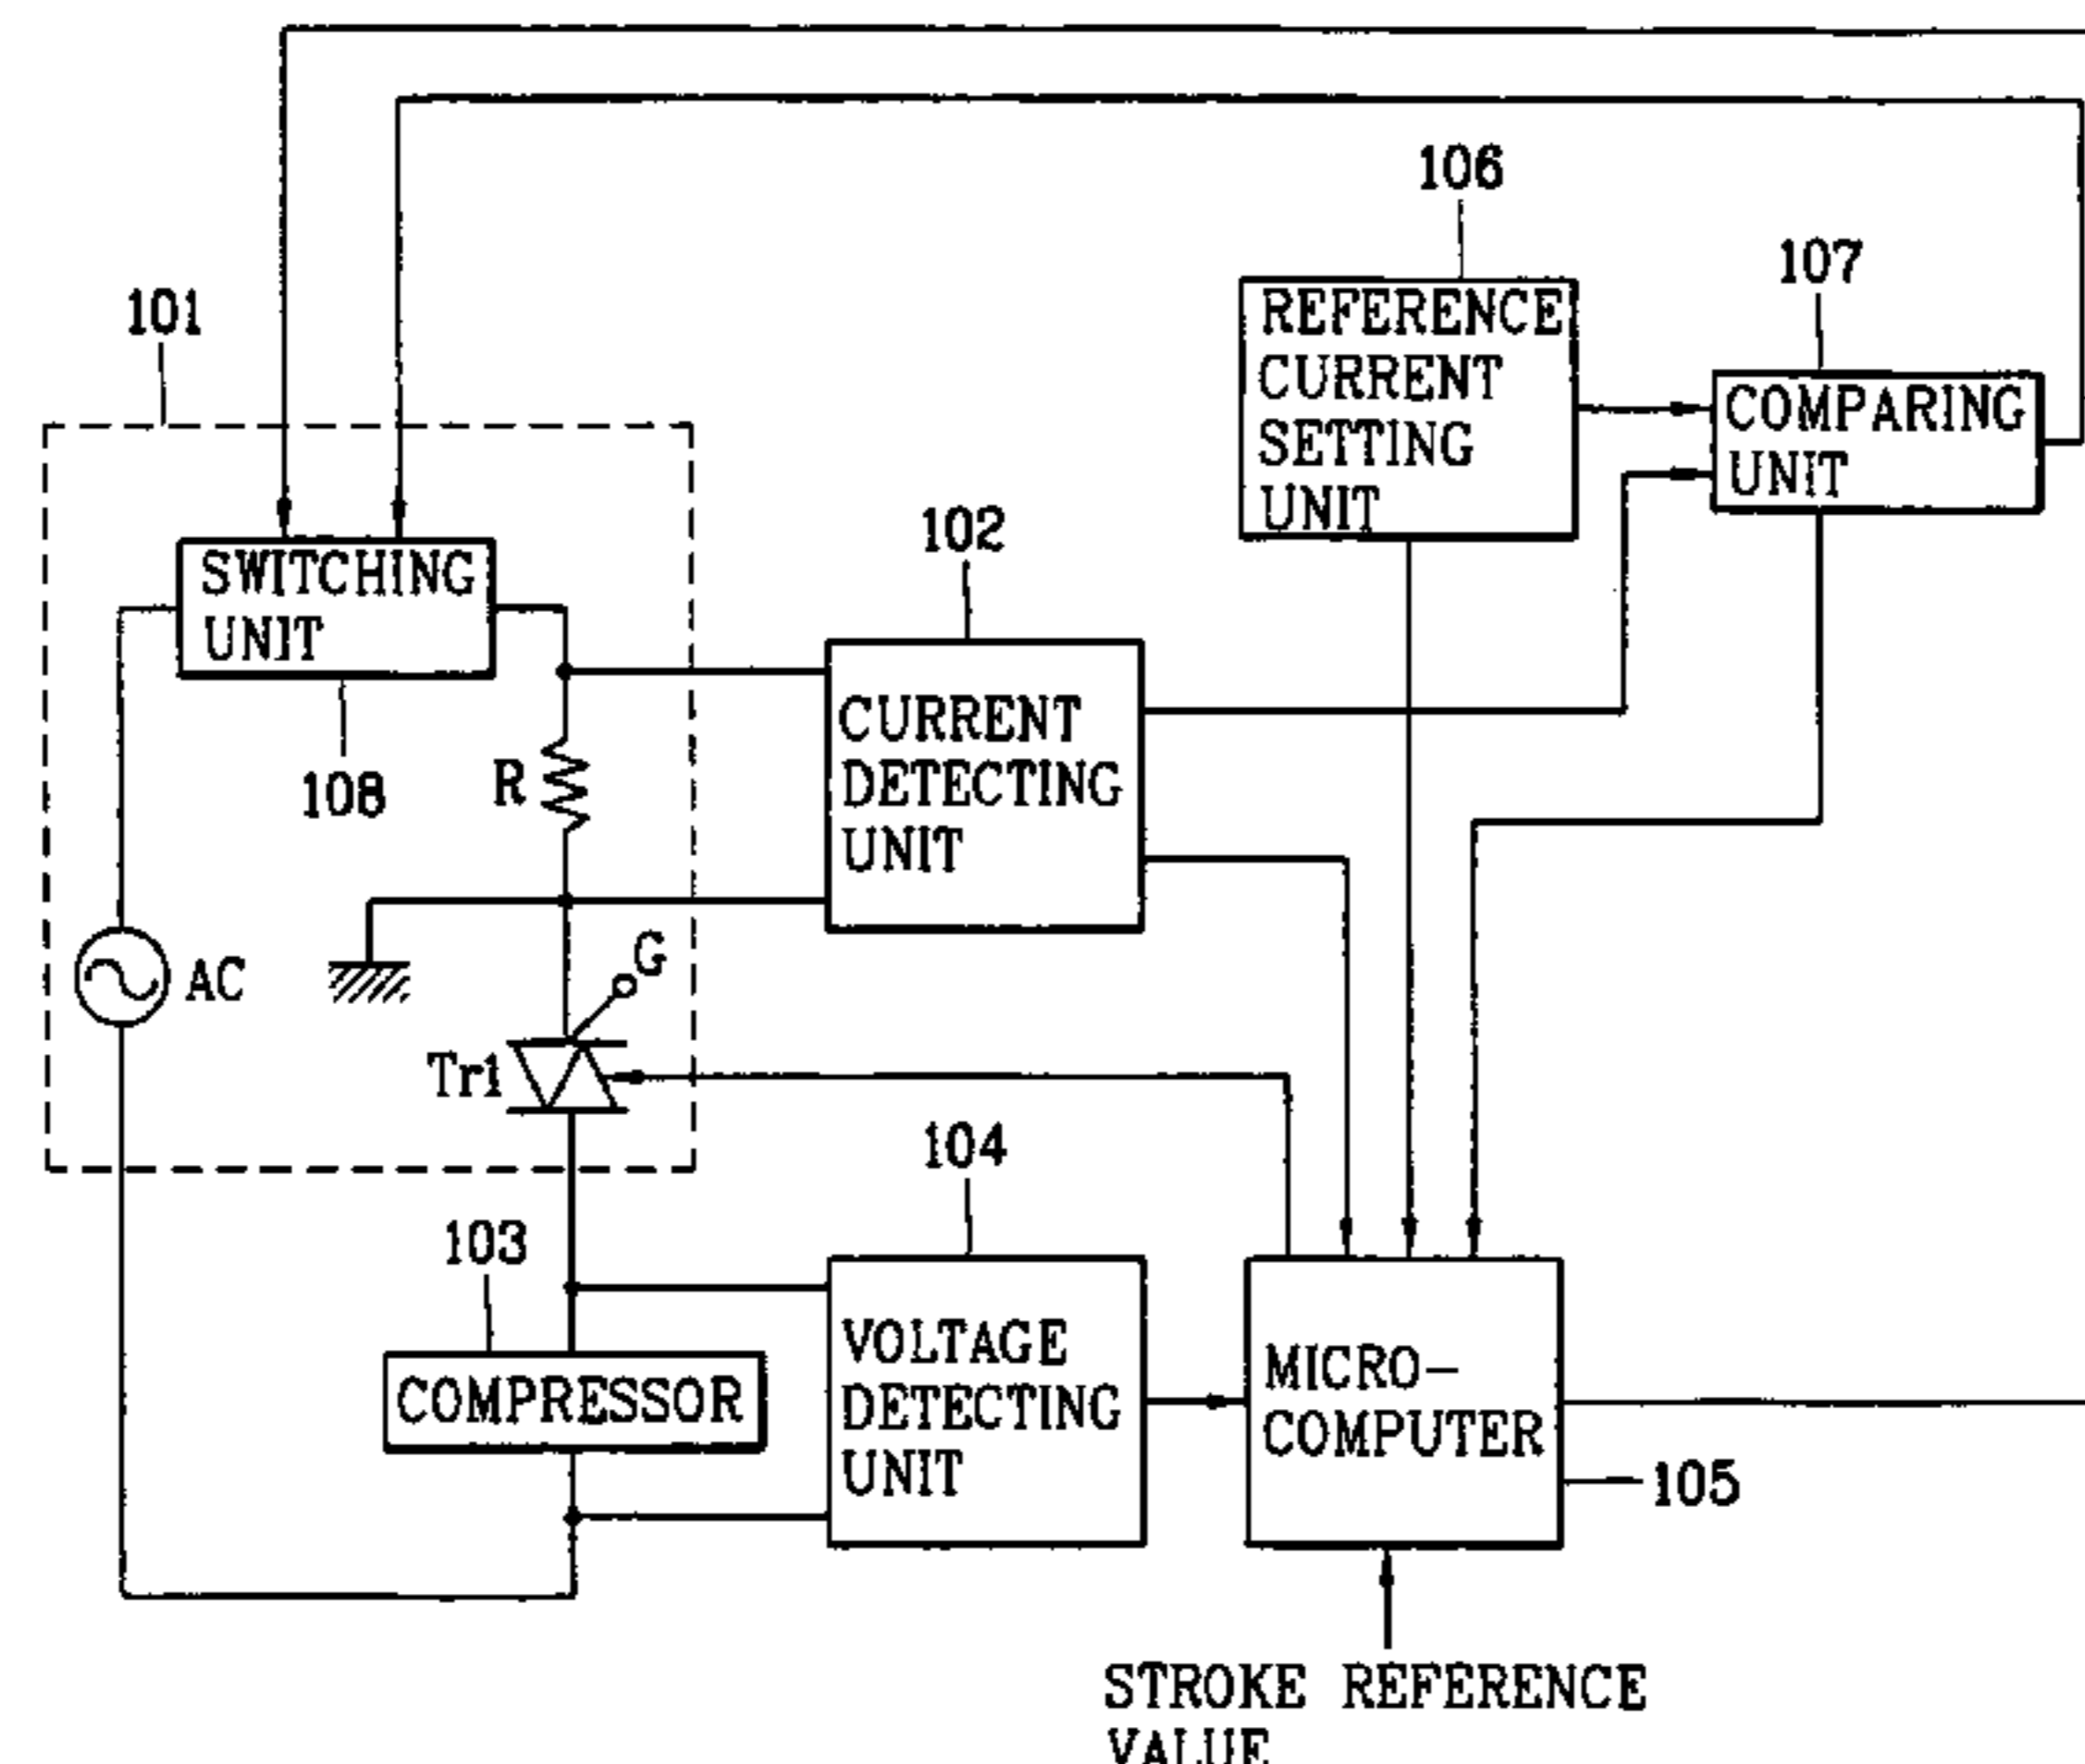 106
107
101
REFERENCE
CURRENT
SETTING
UNIT
COMPARING
UNIT
102
SWITCHING
UNIT
108
R
CURRENT
DETECTING
UNIT
AC
G
Tri
104
103
COMPRESSOR
VOLTAGE
DETECTING
UNIT
MICRO-
COMPUTER
105
STROKE REFERENCE
VALUE